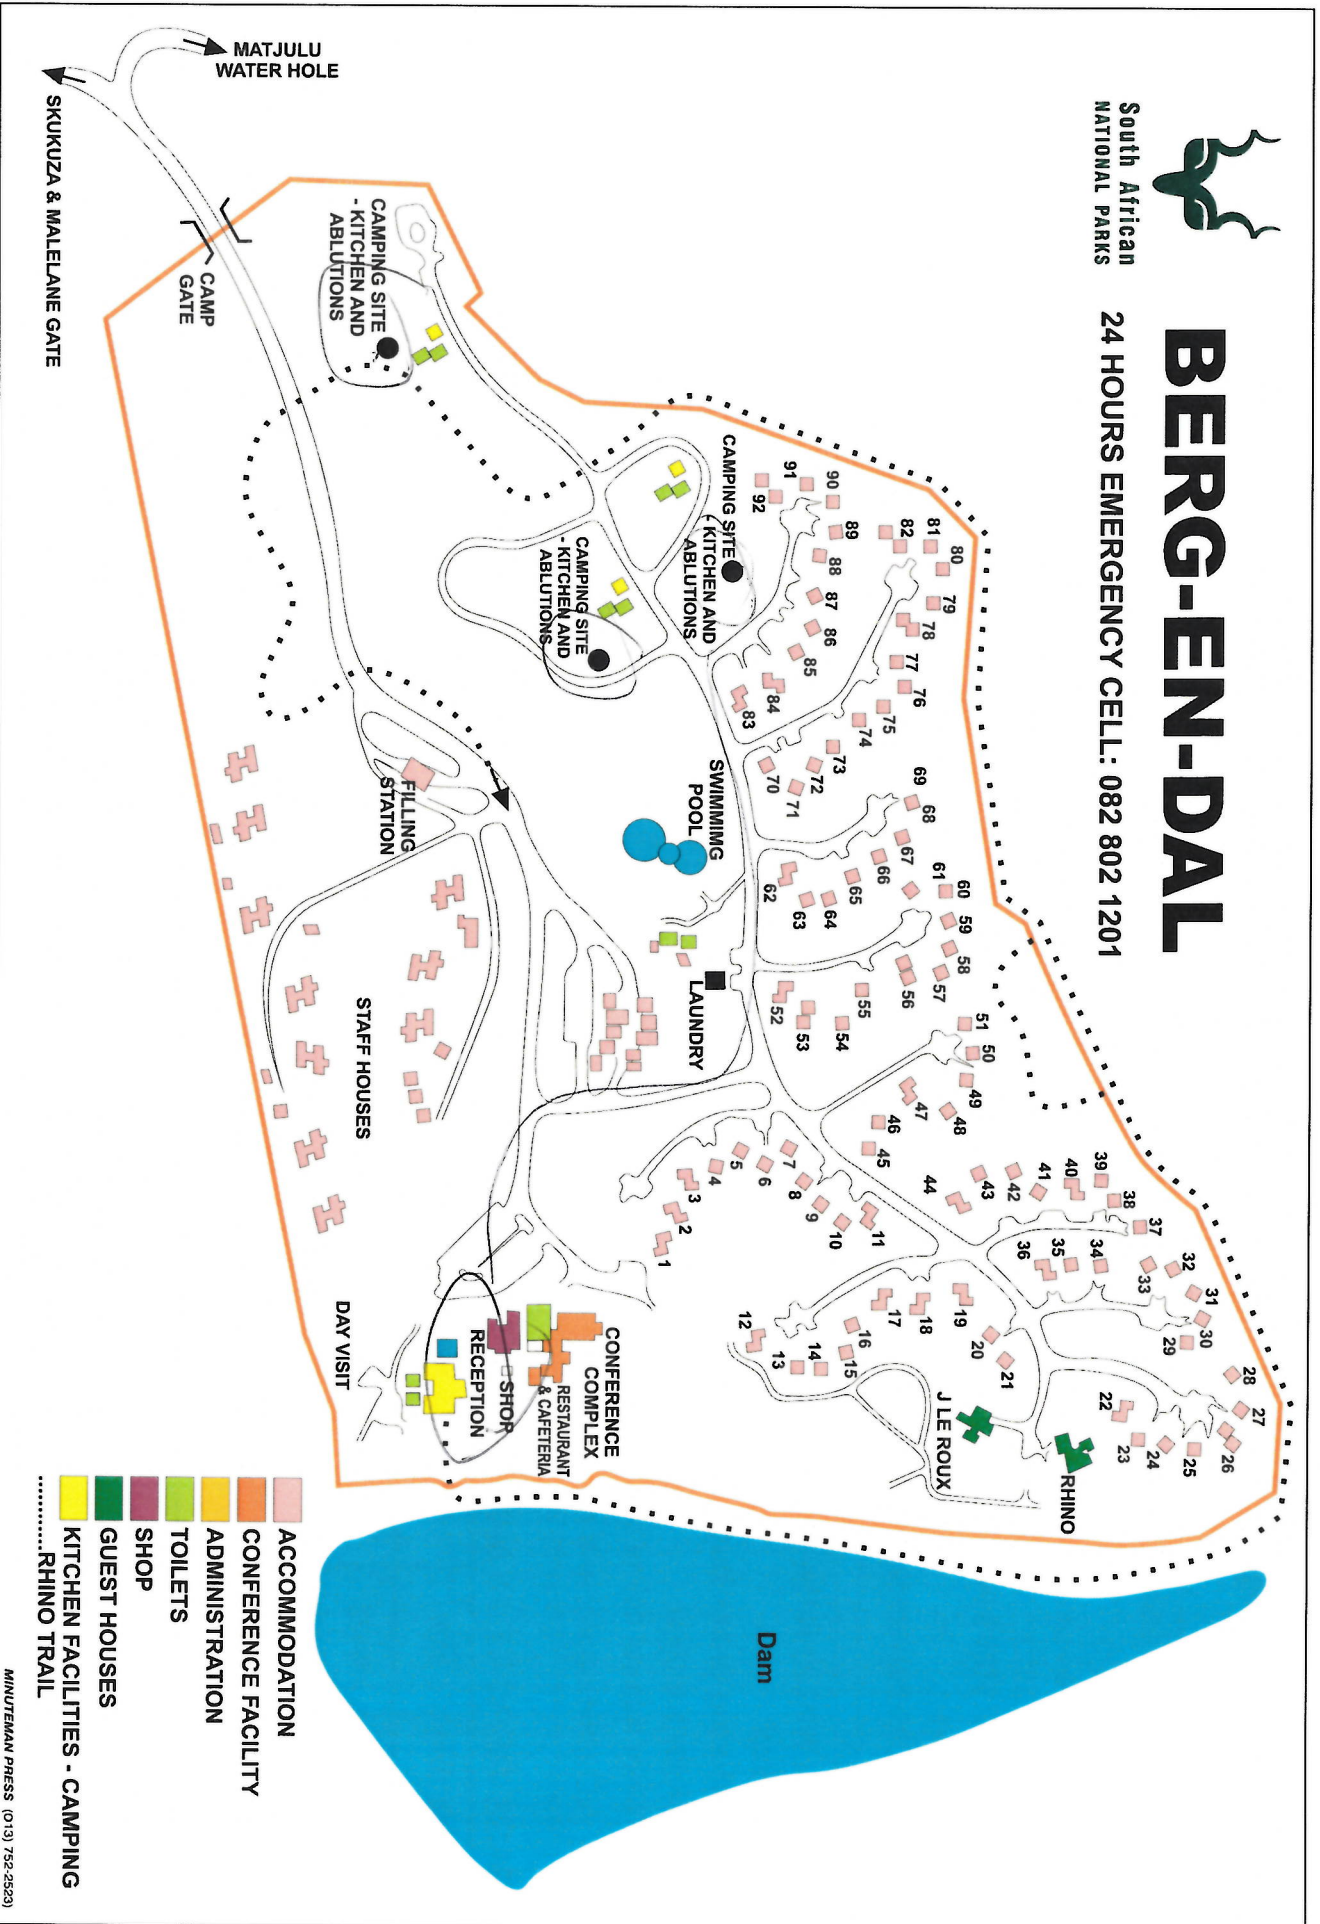 South African
NATIONAL PARKS
BERG-EN-DAL
24 HOURS EMERGENCY CELL: 082 802 1201
MATJULU
WATER HOLE
SKUKUZA & MALELANE GATE
CAMP
GATE
CAMPING SITE
- KITCHEN AND
ABLUTIONS
CAMPING SITE
- KITCHEN AND
ABLUTIONS
CAMPING SITE
- KITCHEN AND
ABLUTIONS
90
91
92
89
88
87
86
85
84
83
82
81
80
79
78
77
76
75
74
73
72
71
70
69
68
67
66
65
64
63
62
61
60
59
58
57
56
55
54
53
52
51
50
49
48
47
46
45
44
43
42
41
40
39
38
37
36
35
34
33
32
31
30
29
28
27
26
25
24
23
22
21
20
19
18
17
16
15
14
13
12
11
10
9
8
7
6
5
4
3
2
1
SWIMMIMG
POOL
LAUNDRY
FILLING
STATION
STAFF HOUSES
DAY VISIT
RECEPTION
SHOP
RESTAURANT
& CAFETERIA
CONFERENCE
COMPLEX
J LE ROUX
RHINO
Dam
ACCOMMODATION
CONFERENCE FACILITY
ADMINISTRATION
TOILETS
SHOP
GUEST HOUSES
KITCHEN FACILITIES - CAMPING
...........RHINO TRAIL
MINUTEMAN PRESS (013) 752-2523)